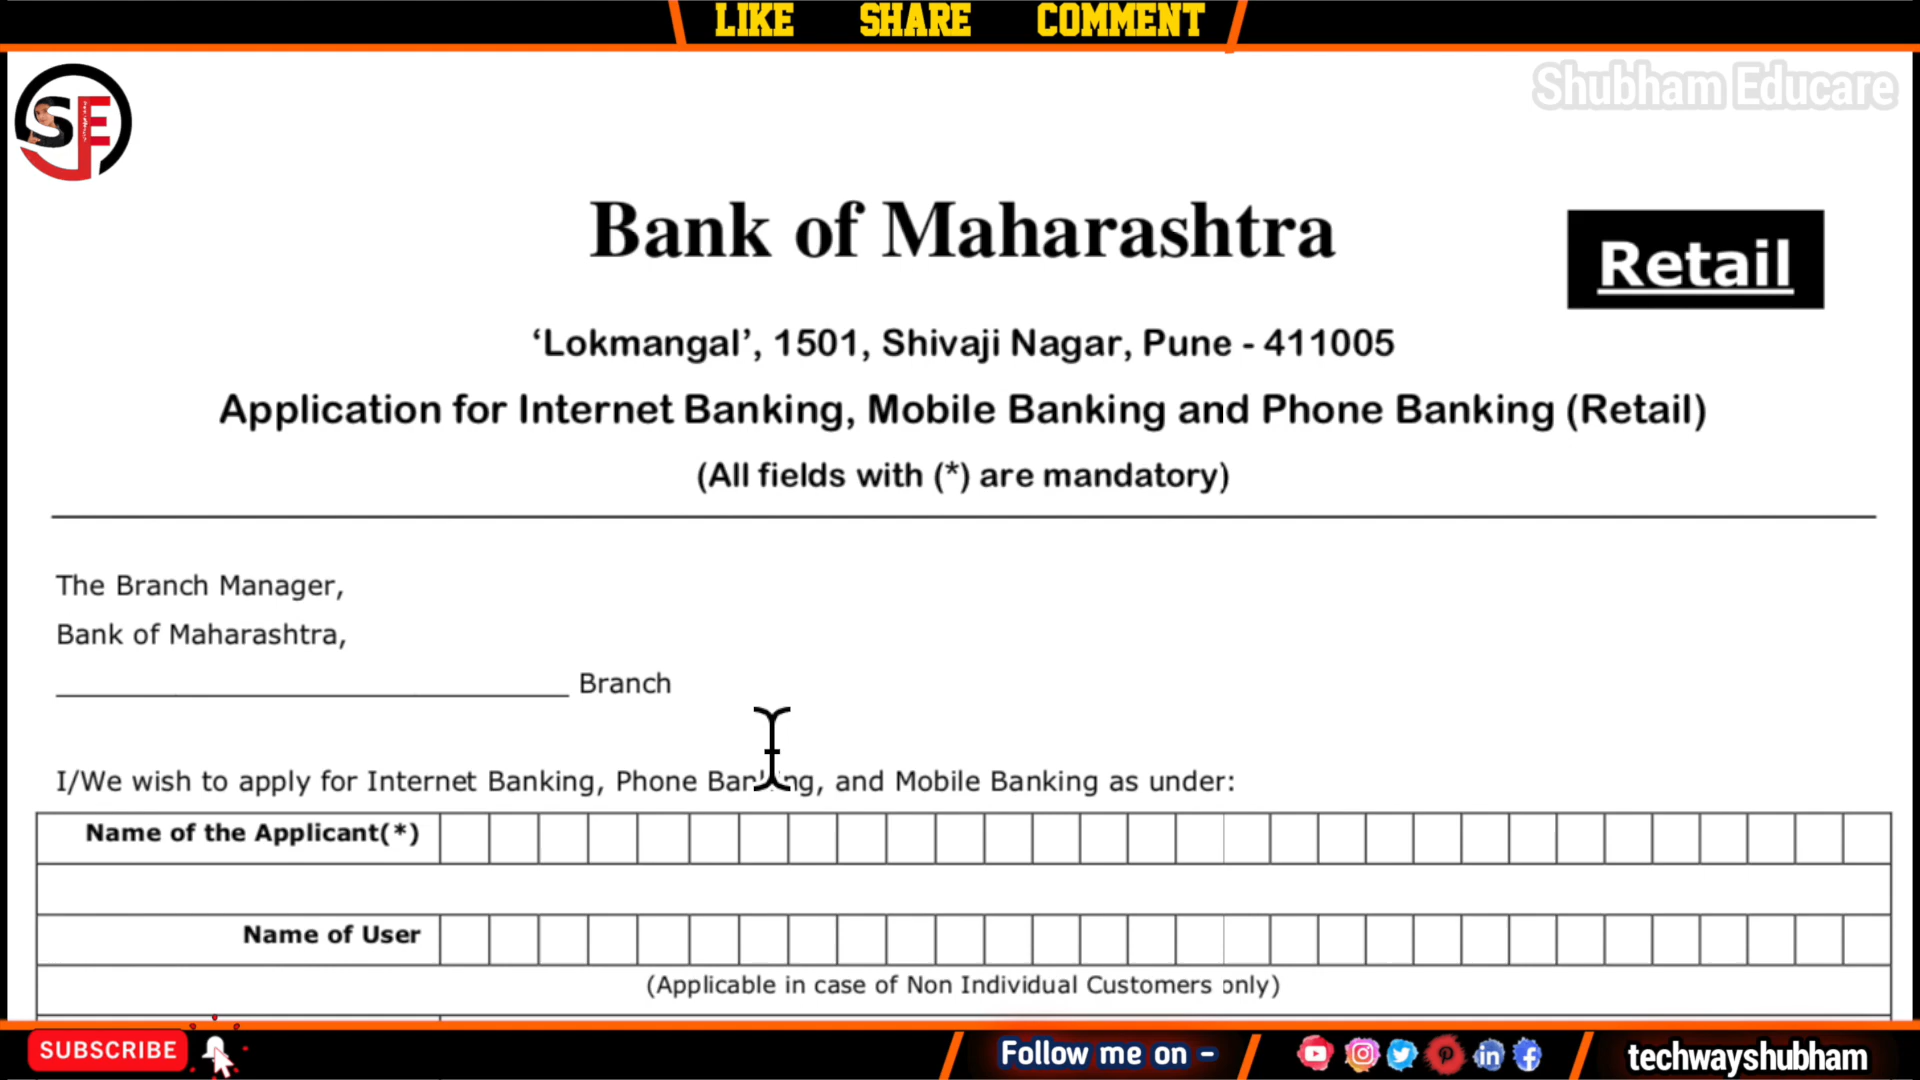 LIKE SHARE COMMENT
Shubham Educare
SE
Bank of Maharashtra
Retail
‘Lokmangal’, 1501, Shivaji Nagar, Pune - 411005
Application for Internet Banking, Mobile Banking and Phone Banking (Retail)
(All fields with (*) are mandatory)
The Branch Manager,
Bank of Maharashtra,
Branch
I/We wish to apply for Internet Banking, Phone Banking, and Mobile Banking as under:
Name of the Applicant(*)
Name of User
(Applicable in case of Non Individual Customers only)
SUBSCRIBE
Follow me on -
techwayshubham